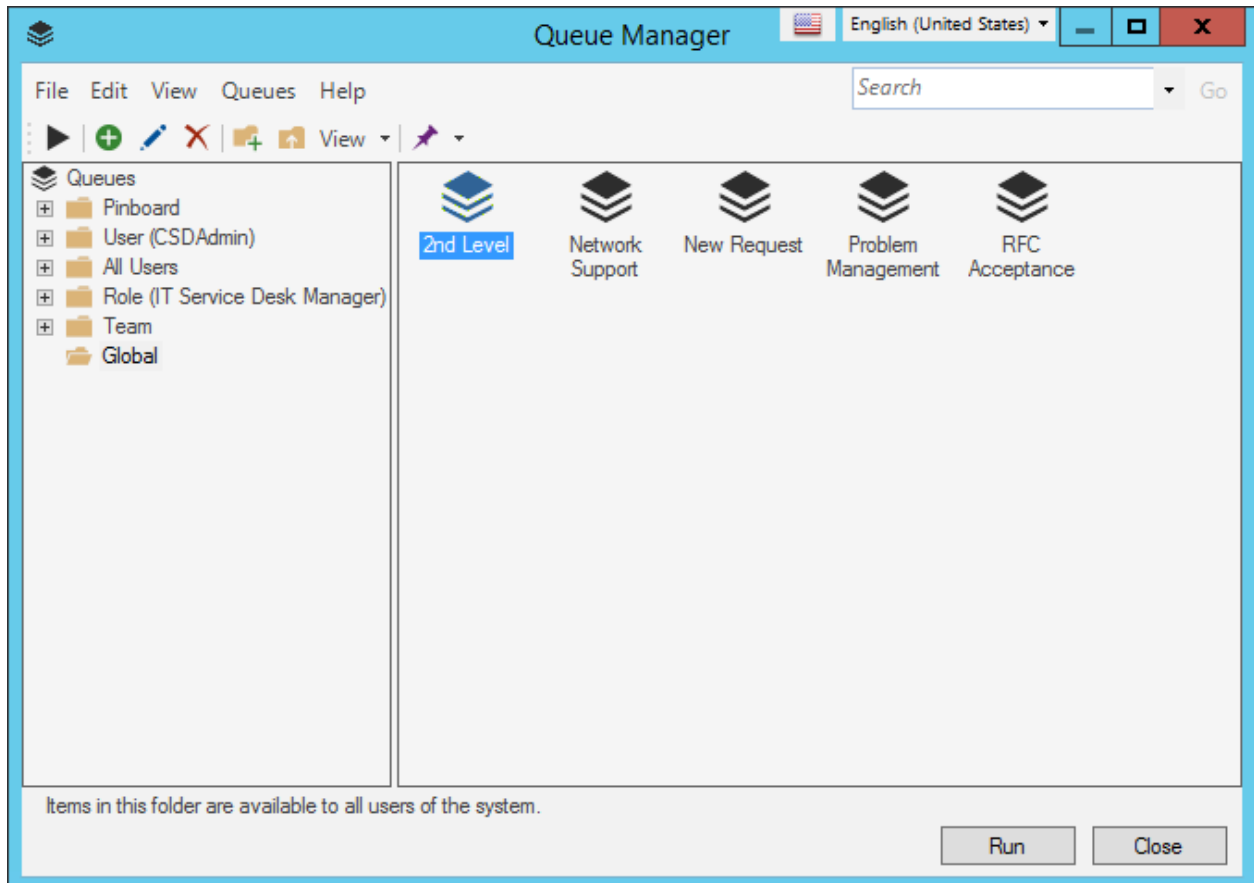 Queue Manager
English (United States)
File Edit View Queues Help
Search
Go
View
Queues
Pinboard
User (CSDAdmin)
All Users
Role (IT Service Desk Manager)
Team
Global
2nd Level
Network
Support
New Request
Problem
Management
RFC
Acceptance
Items in this folder are available to all users of the system.
Run
Close